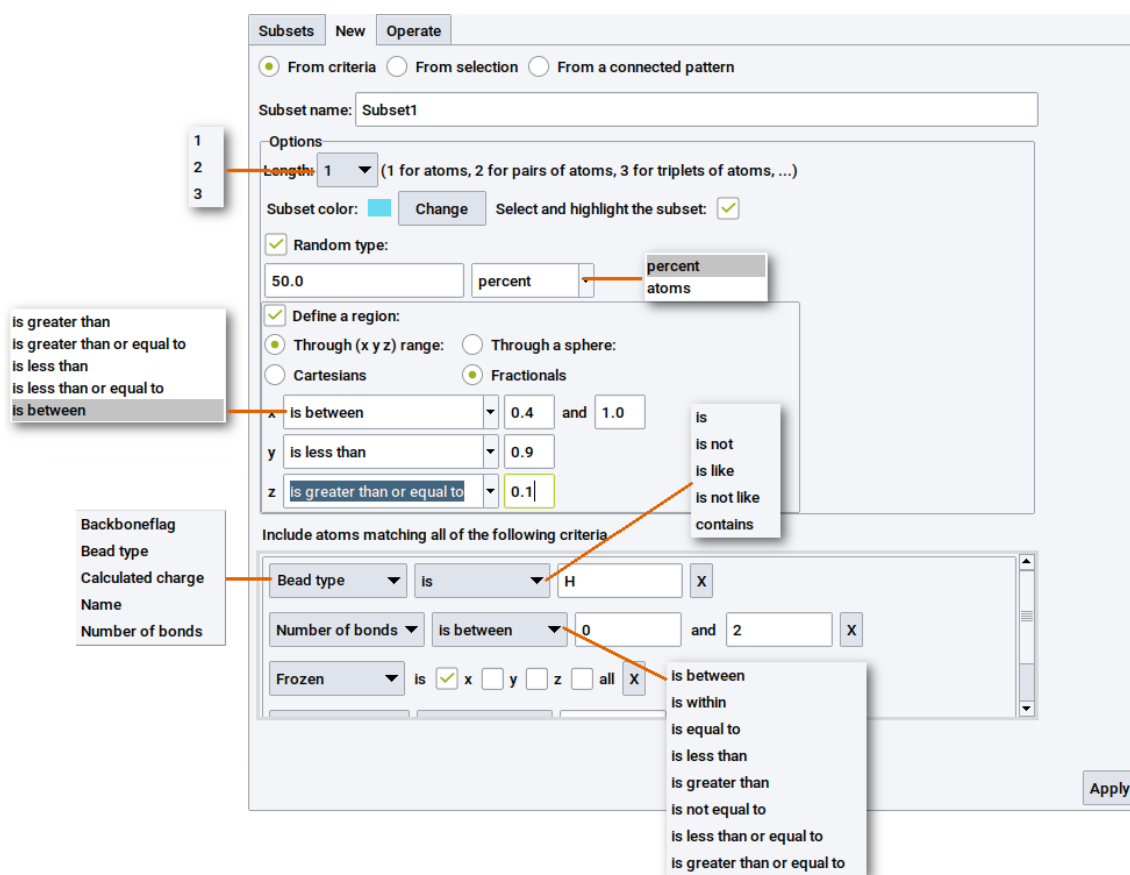 Subsets New Operate
From criteria From selection From a connected pattern
Subset name: Subset1
1
2
3
Options
Length: 1 (1 for atoms, 2 for pairs of atoms, 3 for triplets of atoms, ...)
Subset color: Change Select and highlight the subset:
Random type:
50.0 percent
percent
atoms
Define a region:
Through (x y z) range: Through a sphere:
Cartesians Fractionals
is greater than
is greater than or equal to
is less than
is less than or equal to
is between
x is between 0.4 and 1.0
y is less than 0.9
z is greater than or equal to 0.1
is
is not
is like
is not like
contains
Include atoms matching all of the following criteria
Backboneflag
Bead type
Calculated charge
Name
Number of bonds
Bead type is H X
Number of bonds is between 0 and 2 X
Frozen is x y z all X
is between
is within
is equal to
is less than
is greater than
is not equal to
is less than or equal to
is greater than or equal to
Apply